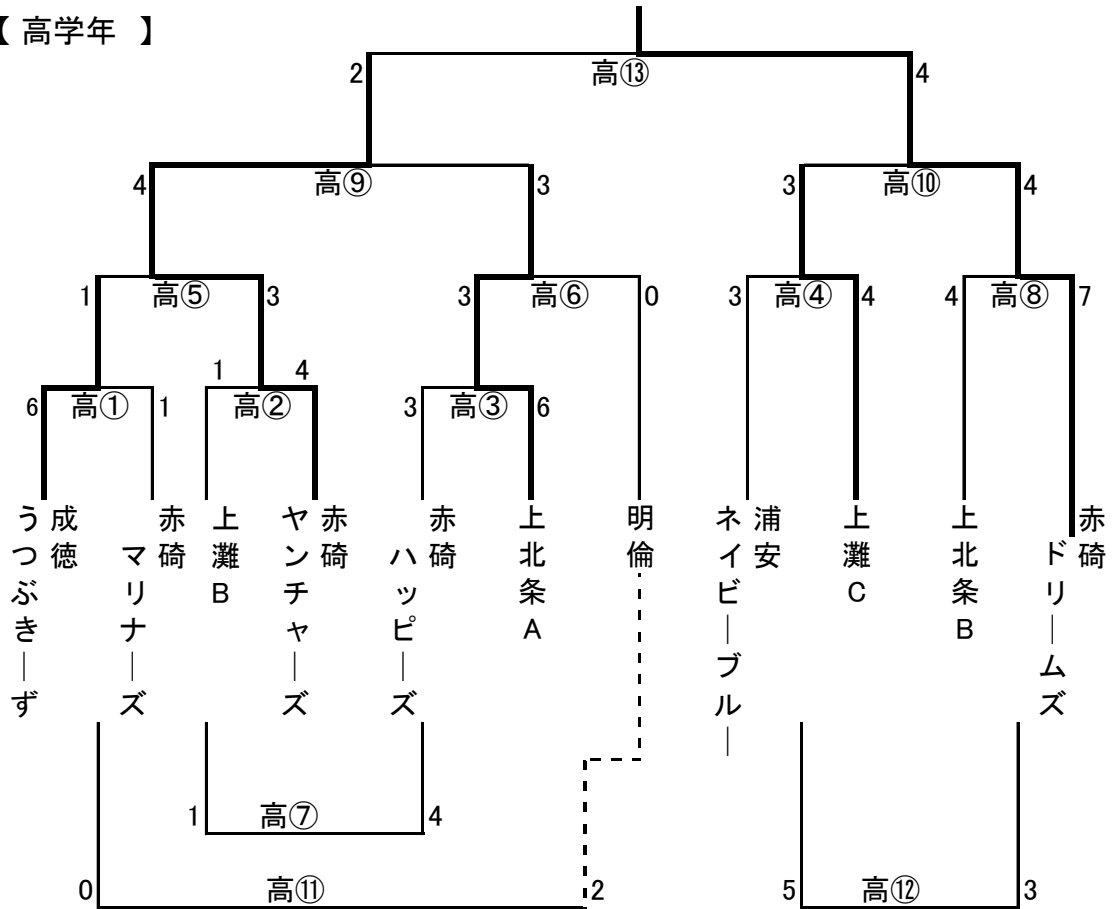 【 高学年 】
2 高⑬ 4
4 高⑨ 3
3 高⑩ 4
1 高⑤ 3
3 高⑥ 0
3 高④ 4
4 高⑧ 7
1 4
6 高① 1
高②
3 高③ 6
成徳
うつぶきーず
赤碕
マリナーズ
上灘B
赤碕
ヤンチャーズ
赤碕
ハッピーズ
上北条A
明倫
浦安
ネイビーブルー
上灘C
上北条B
赤碕
ドリームズ
1 高⑦ 4
0 高⑪ 2
5 高⑫ 3